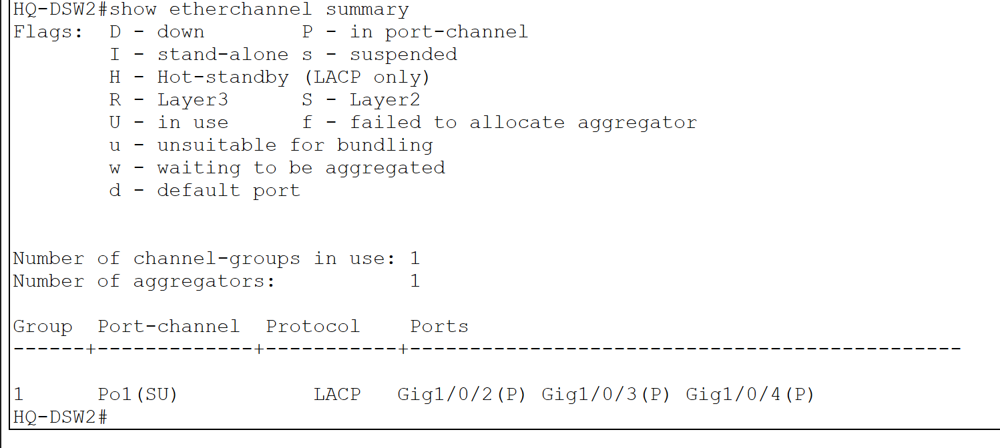 HQ-DSW2#show etherchannel summary
Flags:  D - down        P - in port-channel
        I - stand-alone s - suspended
        H - Hot-standby (LACP only)
        R - Layer3      S - Layer2
        U - in use      f - failed to allocate aggregator
        u - unsuitable for bundling
        w - waiting to be aggregated
        d - default port
Number of channel-groups in use: 1
Number of aggregators:           1
Group  Port-channel  Protocol    Ports
------+-------------+-----------+----------------------------------------------
1      Po1(SU)           LACP   Gig1/0/2(P) Gig1/0/3(P) Gig1/0/4(P)
HQ-DSW2#